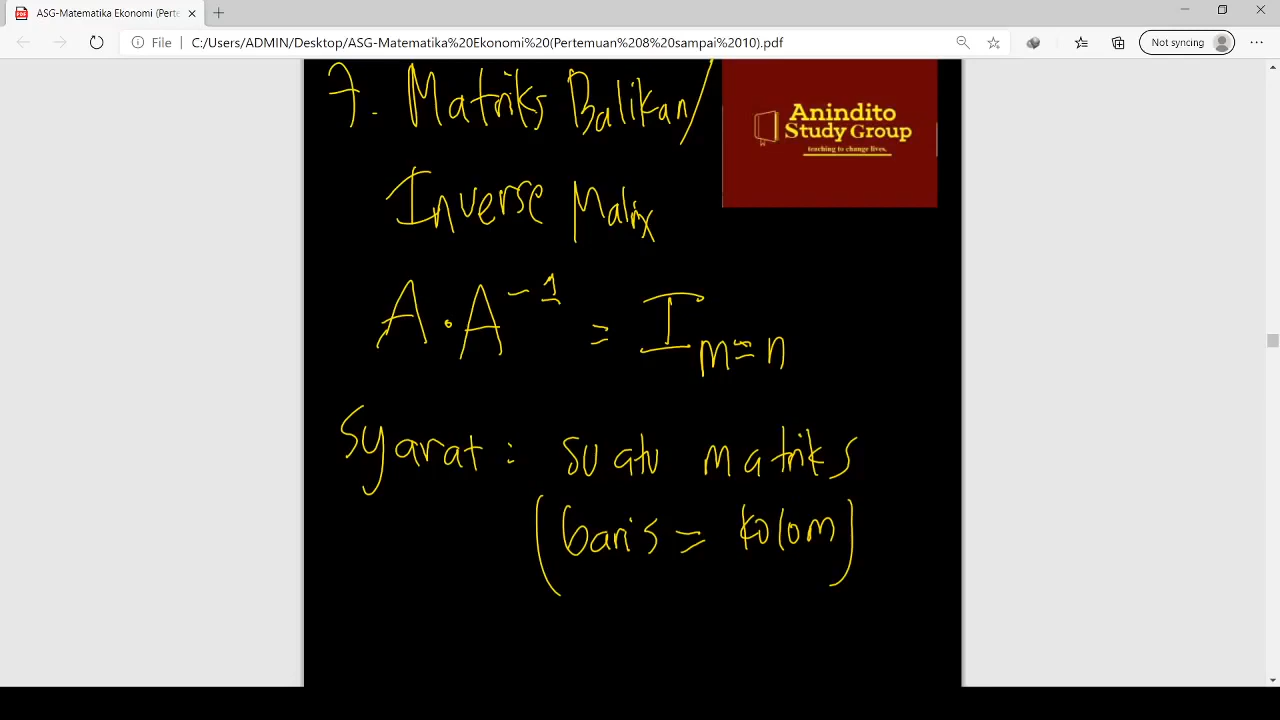 ASG-Matematika Ekonomi (Perte
File
C:/Users/ADMIN/Desktop/ASG-Matematika%20Ekonomi%20(Pertemuan%208%20sampai%2010).pdf
Not syncing
7. Matriks Balikan/
Anindito
Study Group
teaching to change lives.
Inverse Matrix
A · A⁻¹ = I m=n
Syarat : suatu matriks
(baris = kolom)